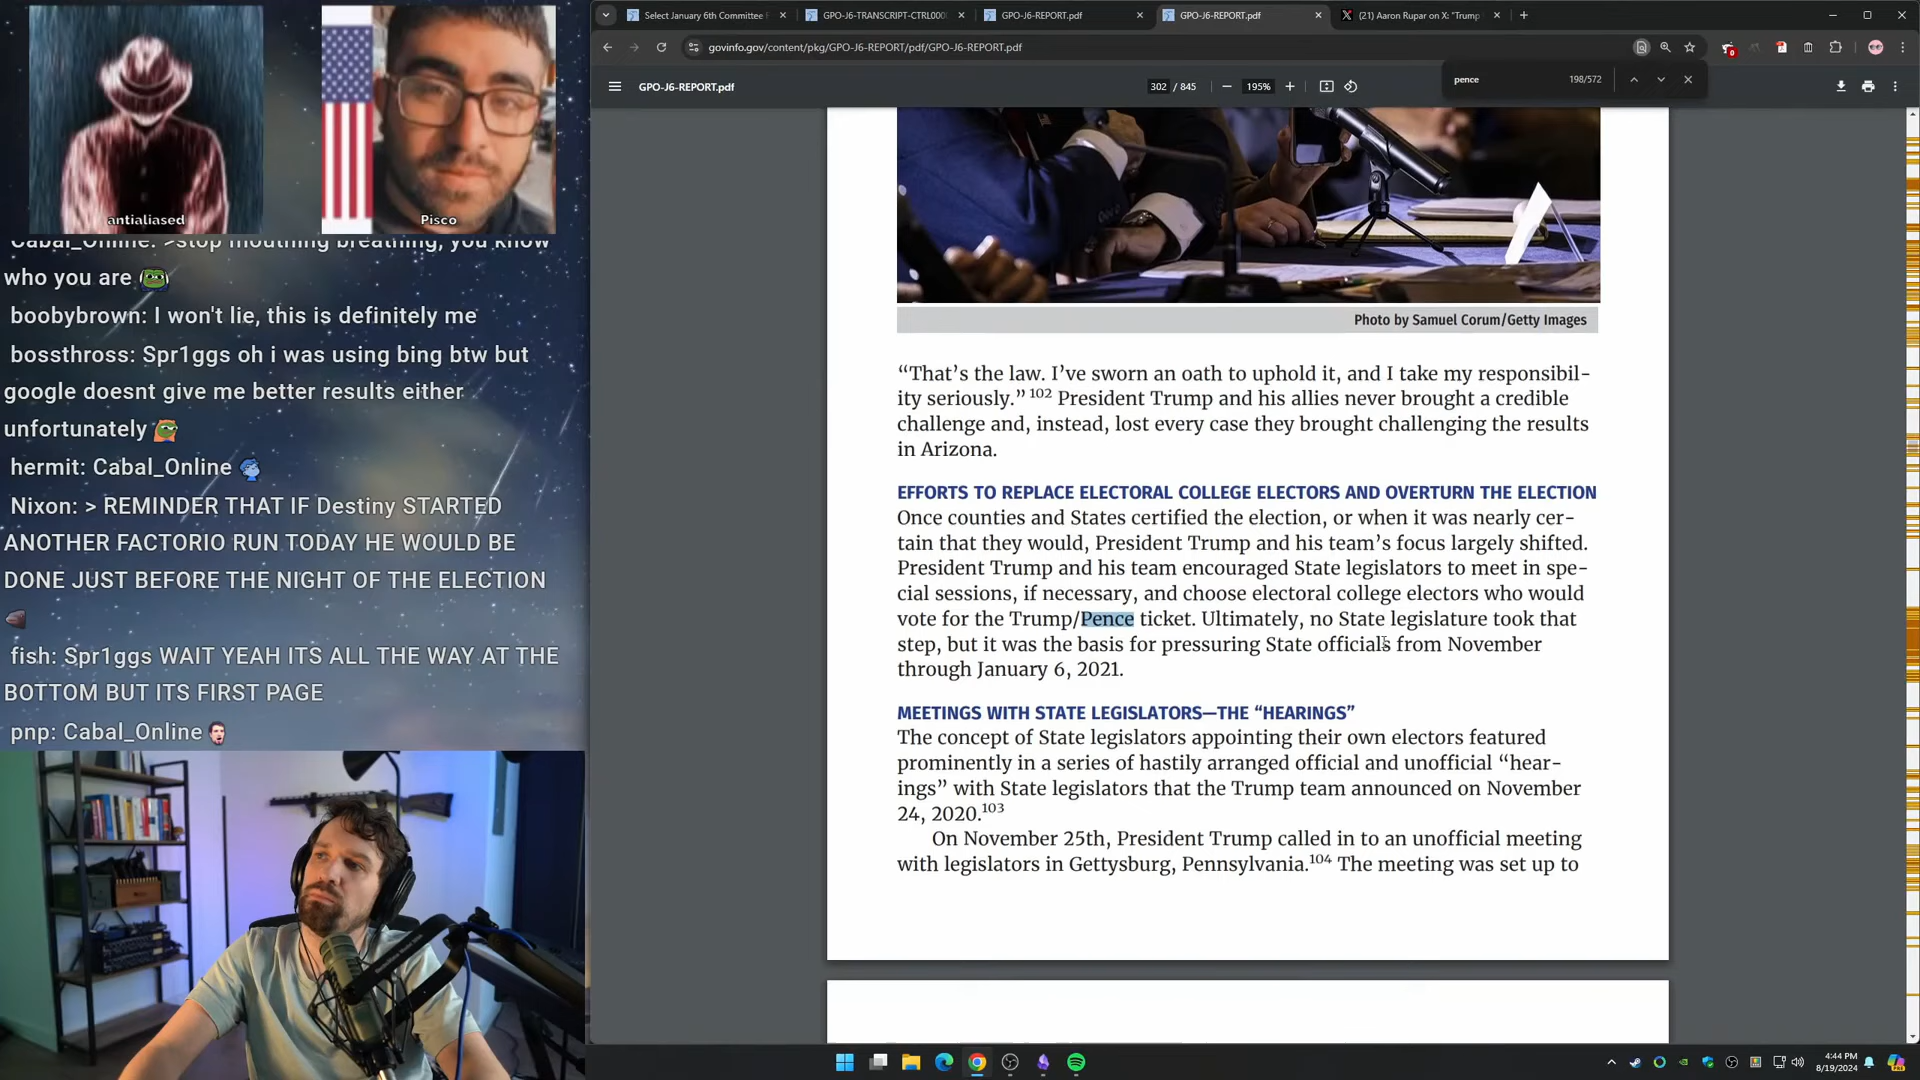 Select January 6th Committee F
GPO-J6-TRANSCRIPT-CTRL000
GPO-J6-REPORT.pdf
GPO-J6-REPORT.pdf
(21) Aaron Rupar on X: "Trump
govinfo.gov/content/pkg/GPO-J6-REPORT/pdf/GPO-J6-REPORT.pdf
GPO-J6-REPORT.pdf
302 / 845
195%
pence
198/572
antialiased
Pisco
Cabal_Online: >stop mouthing breathing, you know
who you are
boobybrown: I won't lie, this is definitely me
bossthross: Spr1ggs oh i was using bing btw but
google doesnt give me better results either
unfortunately
hermit: Cabal_Online
Nixon: > REMINDER THAT IF Destiny STARTED
ANOTHER FACTORIO RUN TODAY HE WOULD BE
DONE JUST BEFORE THE NIGHT OF THE ELECTION
fish: Spr1ggs WAIT YEAH ITS ALL THE WAY AT THE
BOTTOM BUT ITS FIRST PAGE
pnp: Cabal_Online
Photo by Samuel Corum/Getty Images
“That’s the law. I’ve sworn an oath to uphold it, and I take my responsibil-
ity seriously.” 102 President Trump and his allies never brought a credible
challenge and, instead, lost every case they brought challenging the results
in Arizona.
EFFORTS TO REPLACE ELECTORAL COLLEGE ELECTORS AND OVERTURN THE ELECTION
Once counties and States certified the election, or when it was nearly cer-
tain that they would, President Trump and his team’s focus largely shifted.
President Trump and his team encouraged State legislators to meet in spe-
cial sessions, if necessary, and choose electoral college electors who would
vote for the Trump/Pence ticket. Ultimately, no State legislature took that
step, but it was the basis for pressuring State officials from November
through January 6, 2021.
MEETINGS WITH STATE LEGISLATORS—THE “HEARINGS”
The concept of State legislators appointing their own electors featured
prominently in a series of hastily arranged official and unofficial “hear-
ings” with State legislators that the Trump team announced on November
24, 2020.103
On November 25th, President Trump called in to an unofficial meeting
with legislators in Gettysburg, Pennsylvania.104 The meeting was set up to
4:44 PM
8/19/2024